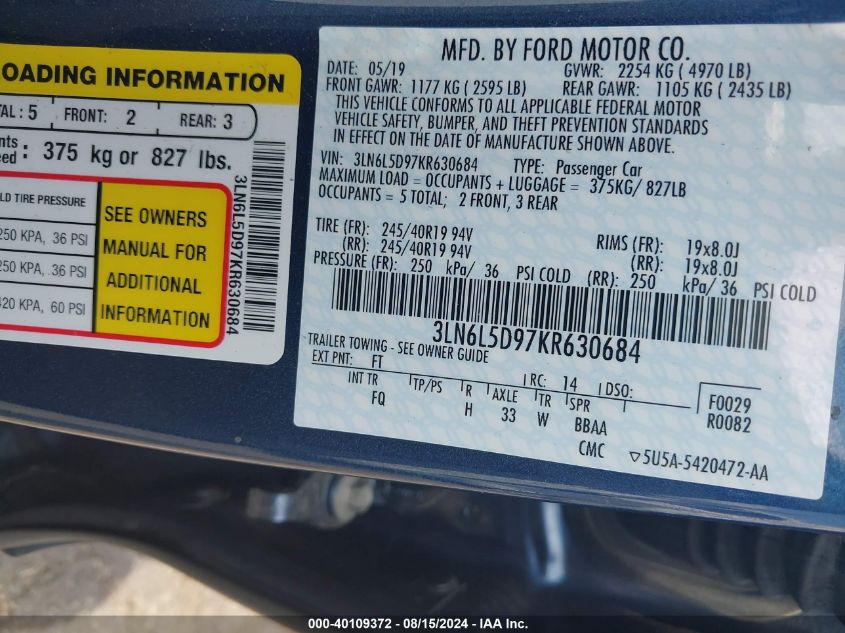 OADING INFORMATION
TAL : 5 FRONT: 2 REAR: 3
375 kg or 827 lbs.
LD TIRE PRESSURE
250 KPA, 36 PSI
250 KPA, 36 PSI
420 KPA, 60 PSI
SEE OWNERS
MANUAL FOR
ADDITIONAL
INFORMATION
3LN6L5D97KR630684
MFD. BY FORD MOTOR CO.
DATE: 05/19 GVWR: 2254 KG ( 4970 LB)
FRONT GAWR: 1177 KG ( 2595 LB) REAR GAWR: 1105 KG ( 2435 LB)
THIS VEHICLE CONFORMS TO ALL APPLICABLE FEDERAL MOTOR
VEHICLE SAFETY, BUMPER, AND THEFT PREVENTION STANDARDS
IN EFFECT ON THE DATE OF MANUFACTURE SHOWN ABOVE.
VIN: 3LN6L5D97KR630684 TYPE: Passenger Car
MAXIMUM LOAD = OCCUPANTS + LUGGAGE = 375KG/ 827LB
OCCUPANTS = 5 TOTAL; 2 FRONT, 3 REAR
TIRE (FR): 245/40R19 94V RIMS (FR): 19x8.0J
(RR): 245/40R19 94V (RR): 19x8.0J
PRESSURE (FR): 250 kPa/ 36 PSI COLD (RR): 250 kPa/ 36 PSI COLD
3LN6L5D97KR630684
TRAILER TOWING - SEE OWNER GUIDE
EXT PNT: FT RC: 14 DSO:
INT TR TP/PS R AXLE TR SPR F0029
FQ H 33 W BBAA R0082
CMC ▽5U5A-5420472-AA
000-40109372 - 08/15/2024 - IAA Inc.